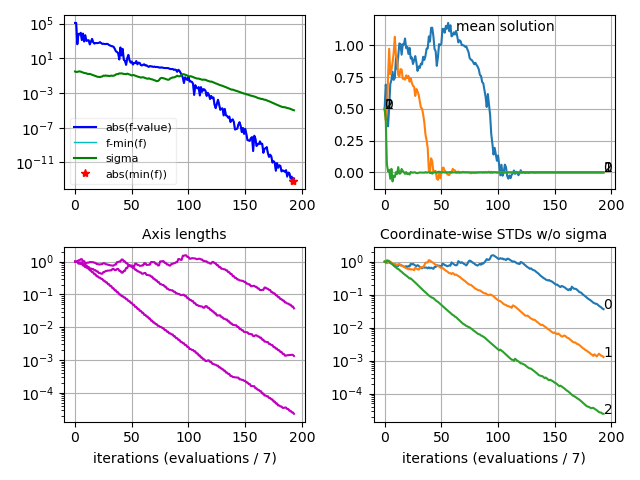 10^5
10^1
10^-3
10^-7
10^-11
abs(f-value)
f-min(f)
sigma
abs(min(f))
0 50 100 150 200
mean solution
1.00
0.75
0.50
0.25
0.00
0 50 100 150 200
Axis lengths
10^0
10^-1
10^-2
10^-3
10^-4
0 50 100 150 200
iterations (evaluations / 7)
Coordinate-wise STDs w/o sigma
10^0
10^-1
10^-2
10^-3
10^-4
0
1
2
0 50 100 150 200
iterations (evaluations / 7)